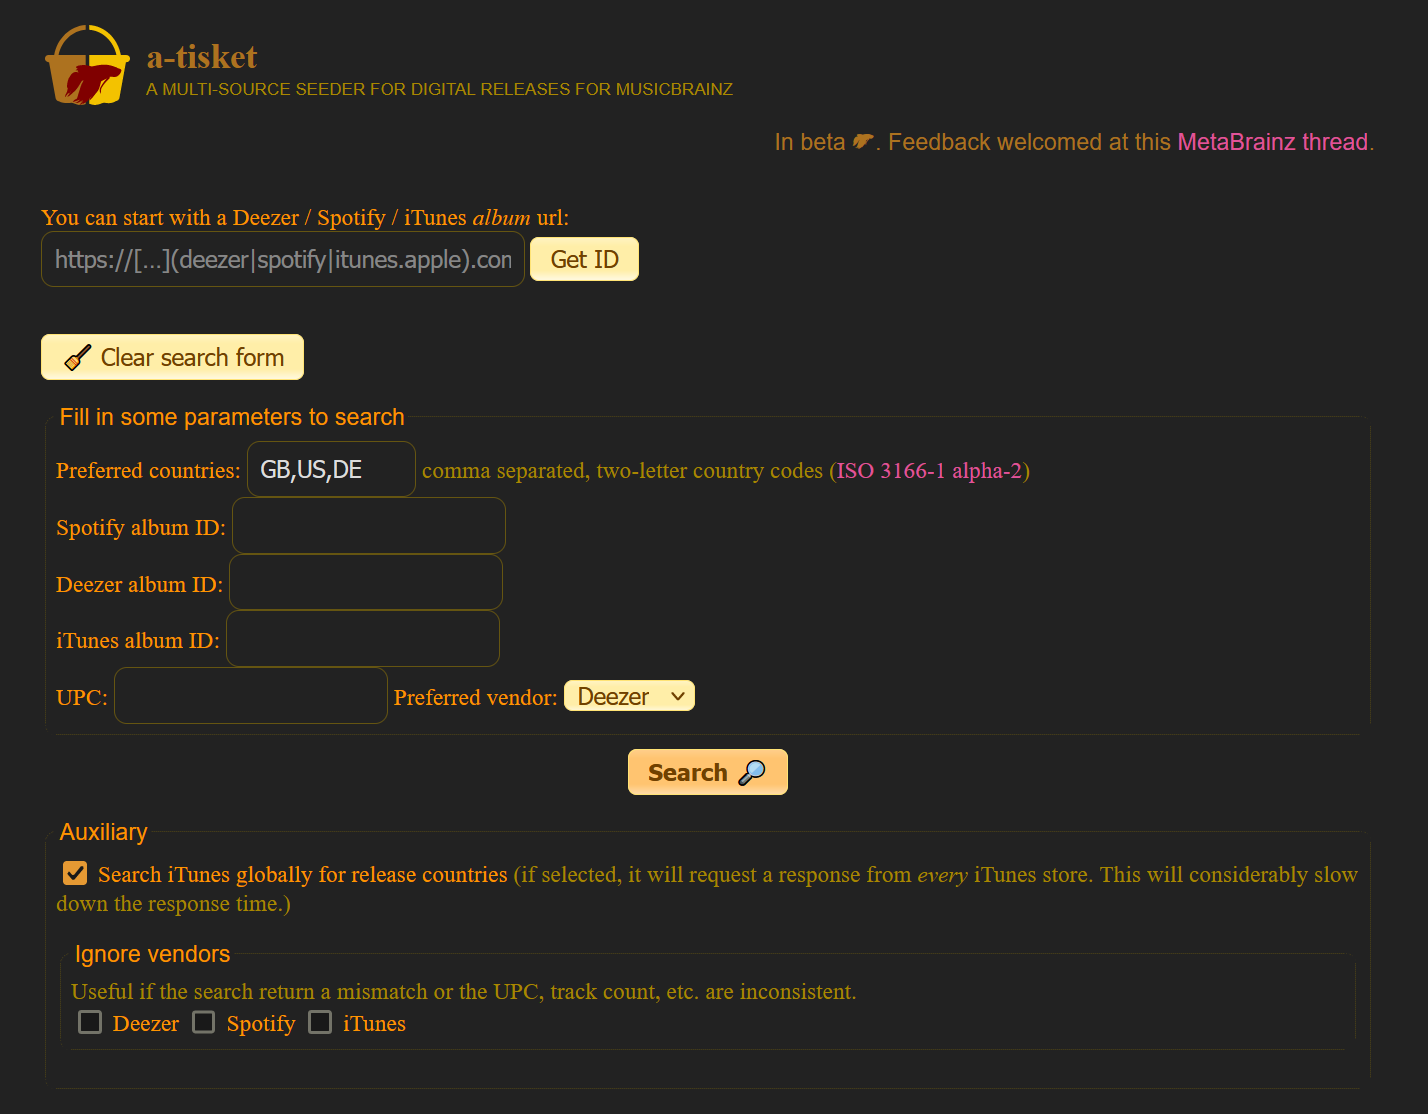 a-tisket
A MULTI-SOURCE SEEDER FOR DIGITAL RELEASES FOR MUSICBRAINZ
In beta . Feedback welcomed at this MetaBrainz thread.
You can start with a Deezer / Spotify / iTunes album url:
https://[...](deezer|spotify|itunes.apple).com
Get ID
Clear search form
Fill in some parameters to search
Preferred countries: GB,US,DE comma separated, two-letter country codes (ISO 3166-1 alpha-2)
Spotify album ID:
Deezer album ID:
iTunes album ID:
UPC: Preferred vendor: Deezer
Search
Auxiliary
Search iTunes globally for release countries (if selected, it will request a response from every iTunes store. This will considerably slow
down the response time.)
Ignore vendors
Useful if the search return a mismatch or the UPC, track count, etc. are inconsistent.
Deezer Spotify iTunes